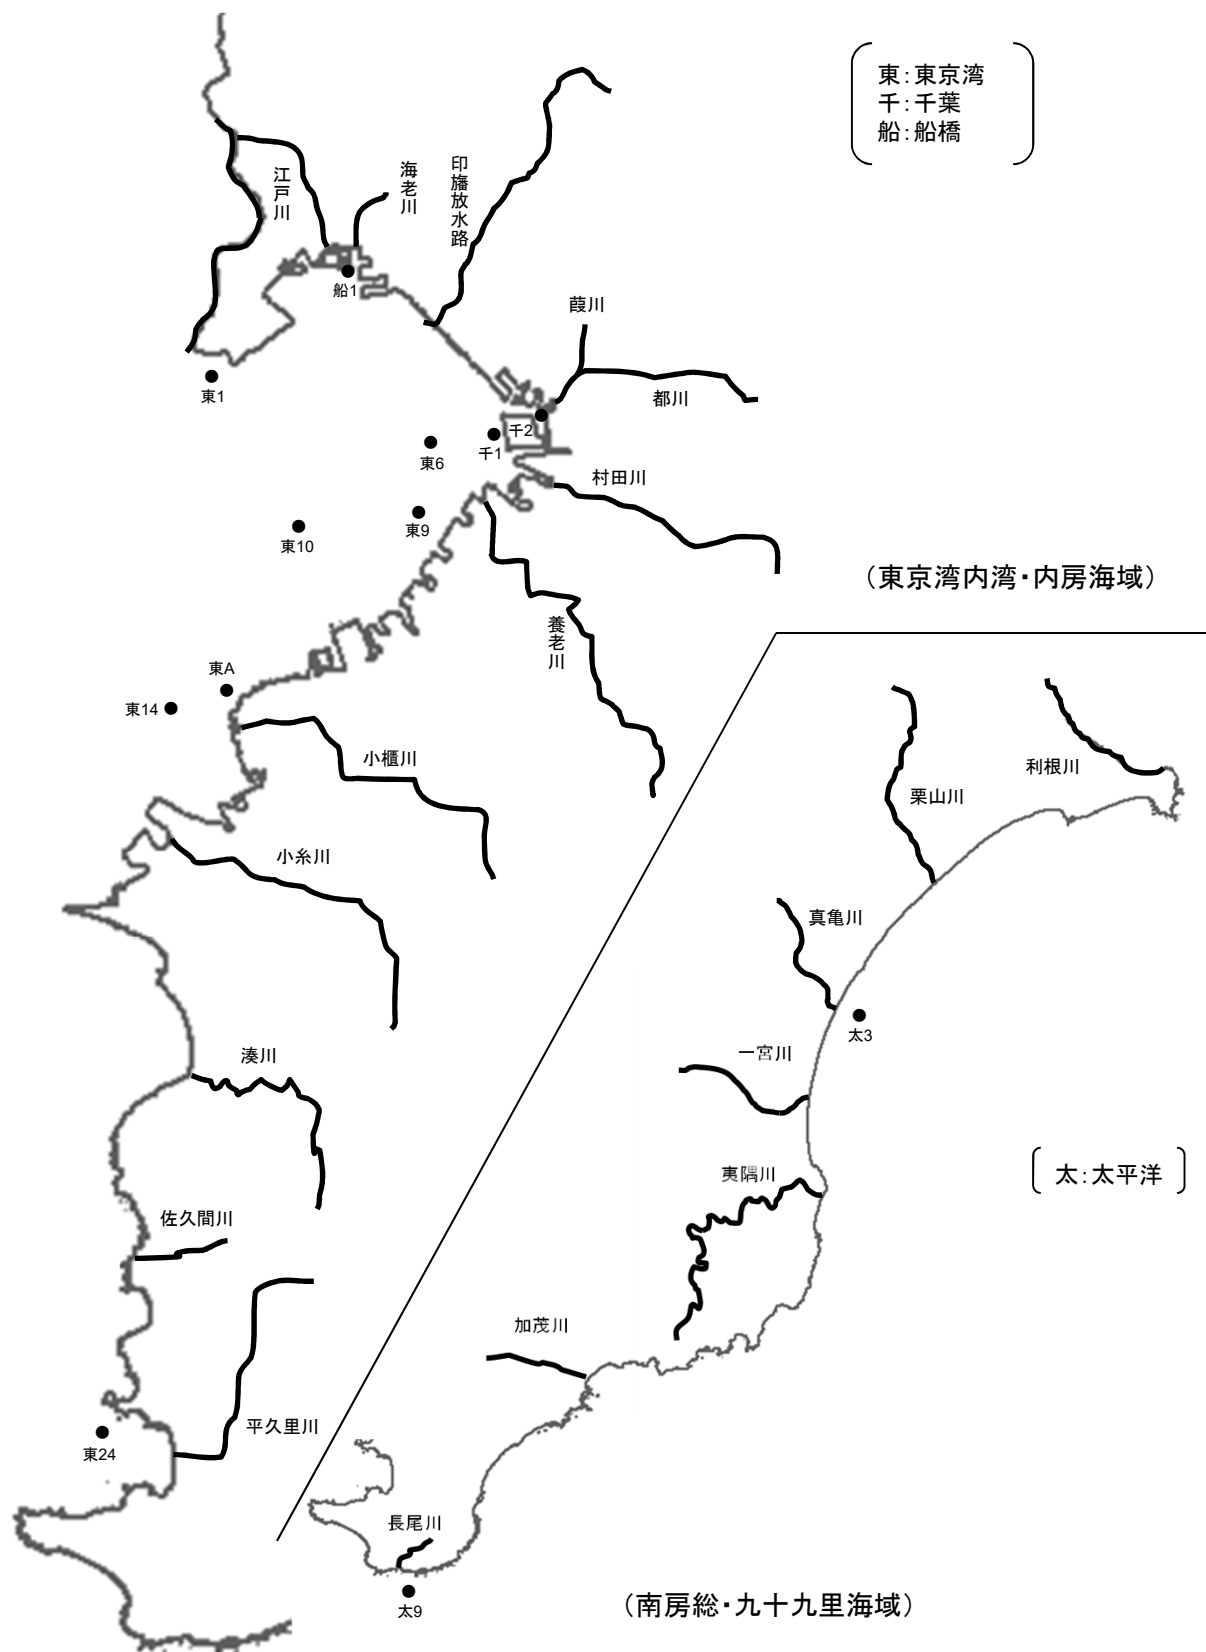 東：東京湾
千：千葉
船：船橋
江戸川
海老川
印旛放水路
船1
葭川
都川
東1
千2
千1
東6
村田川
東9
東10
（東京湾内湾・内房海域）
養老川
東A
東14
小櫃川
利根川
栗山川
小糸川
真亀川
太3
湊川
一宮川
太：太平洋
夷隅川
佐久間川
加茂川
平久里川
東24
長尾川
太9
（南房総・九十九里海域）